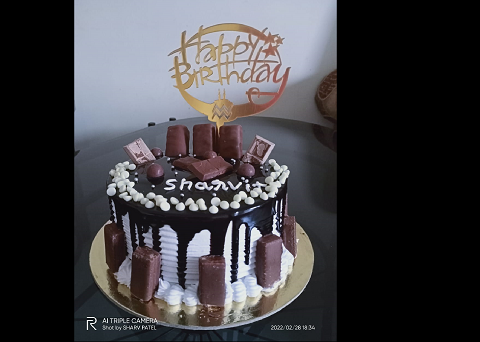 Happy
Birthday
shanvi
AI TRIPLE CAMERA
Shot by SHARV PATEL
2022/02/28 18:34